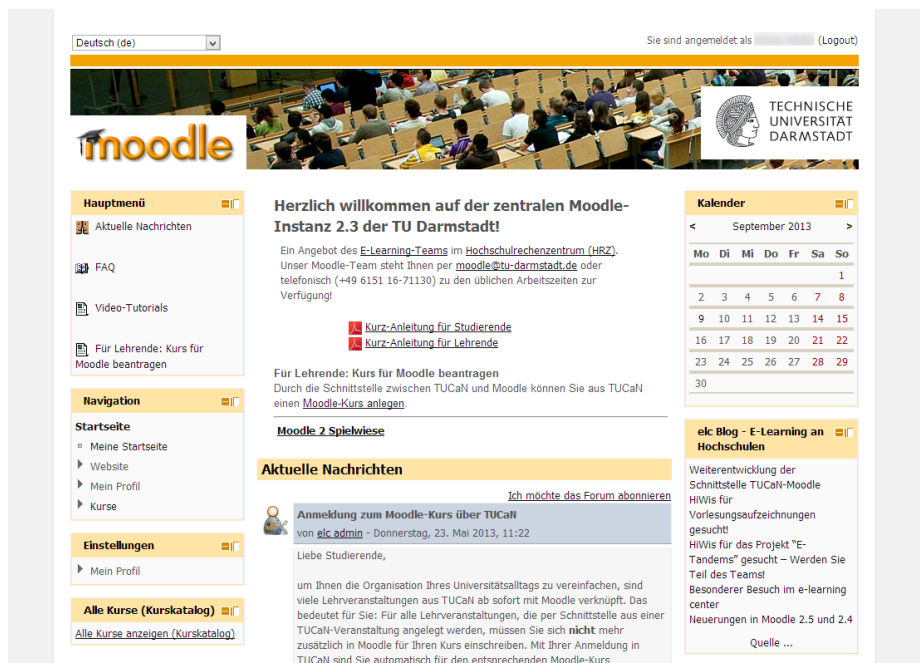 Deutsch (de)
Sie sind angemeldet als (Logout)
moodle
TECHNISCHE
UNIVERSITÄT
DARMSTADT
Hauptmenü
Aktuelle Nachrichten
FAQ
Video-Tutorials
Für Lehrende: Kurs für
Moodle beantragen
Navigation
Startseite
Meine Startseite
Website
Mein Profil
Kurse
Einstellungen
Mein Profil
Alle Kurse (Kurskatalog)
Alle Kurse anzeigen (Kurskatalog)
Herzlich willkommen auf der zentralen Moodle-
Instanz 2.3 der TU Darmstadt!
Ein Angebot des E-Learning-Teams im Hochschulrechenzentrum (HRZ).
Unser Moodle-Team steht Ihnen per moodle@tu-darmstadt.de oder
telefonisch (+49 6151 16-71130) zu den üblichen Arbeitszeiten zur
Verfügung!
Kurz-Anleitung für Studierende
Kurz-Anleitung für Lehrende
Für Lehrende: Kurs für Moodle beantragen
Durch die Schnittstelle zwischen TUCaN und Moodle können Sie aus TUCaN
einen Moodle-Kurs anlegen.
Moodle 2 Spielwiese
Aktuelle Nachrichten
Ich möchte das Forum abonnieren
Anmeldung zum Moodle-Kurs über TUCaN
von elc admin - Donnerstag, 23. Mai 2013, 11:22
Liebe Studierende,
um Ihnen die Organisation Ihres Universitätsalltags zu vereinfachen, sind
viele Lehrveranstaltungen aus TUCaN ab sofort mit Moodle verknüpft. Das
bedeutet für Sie: Für alle Lehrveranstaltungen, die per Schnittstelle aus einer
TUCaN-Veranstaltung angelegt werden, müssen Sie sich nicht mehr
zusätzlich in Moodle für Ihren Kurs einschreiben. Mit Ihrer Anmeldung in
TUCaN sind Sie automatisch für den entsprechenden Moodle-Kurs
Kalender
< September 2013 >
Mo Di Mi Do Fr Sa So
1
2 3 4 5 6 7 8
9 10 11 12 13 14 15
16 17 18 19 20 21 22
23 24 25 26 27 28 29
30
elc Blog - E-Learning an
Hochschulen
Weiterentwicklung der
Schnittstelle TUCaN-Moodle
HiWis für
Vorlesungsaufzeichnungen
gesucht!
HiWis für das Projekt “E-
Tandems” gesucht – Werden Sie
Teil des Teams!
Besonderer Besuch im e-learning
center
Neuerungen in Moodle 2.5 und 2.4
Quelle ...